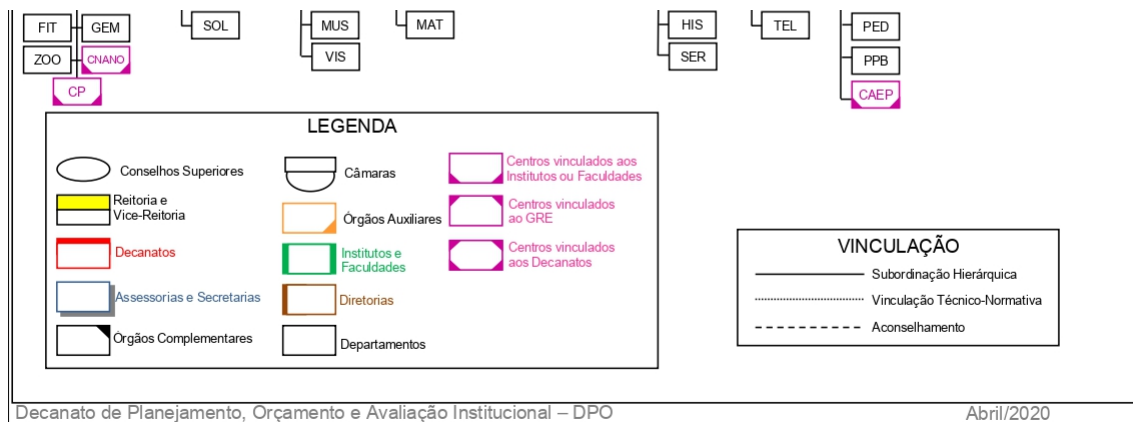 FIT GEM SOL MUS MAT HIS TEL PED
ZOO CNANO VIS SER PPB
CP CAEP
LEGENDA
Conselhos Superiores
Reitoria e
Vice-Reitoria
Decanatos
Assessorias e Secretarias
Órgãos Complementares
Câmaras
Órgãos Auxiliares
Institutos e
Faculdades
Diretorias
Departamentos
Centros vinculados aos
Institutos ou Faculdades
Centros vinculados
ao GRE
Centros vinculados
aos Decanatos
VINCULAÇÃO
Subordinação Hierárquica
Vinculação Técnico-Normativa
Aconselhamento
Decanato de Planejamento, Orçamento e Avaliação Institucional – DPO
Abril/2020